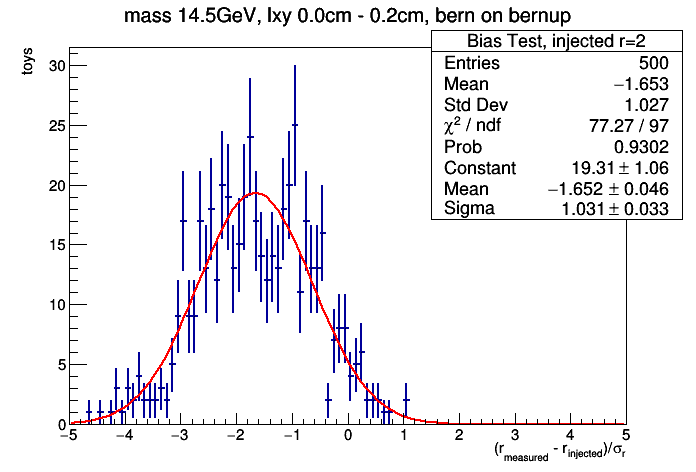 mass 14.5GeV, lxy 0.0cm - 0.2cm, bern on bernup
Bias Test, injected r=2
Entries 500
Mean −1.653
Std Dev 1.027
χ² / ndf 77.27 / 97
Prob 0.9302
Constant 19.31 ± 1.06
Mean −1.652 ± 0.046
Sigma 1.031 ± 0.033
toys
30
25
20
15
10
5
0
−5 −4 −3 −2 −1 0 1 2 3 4 5
(r_measured - r_injected)/σ_r